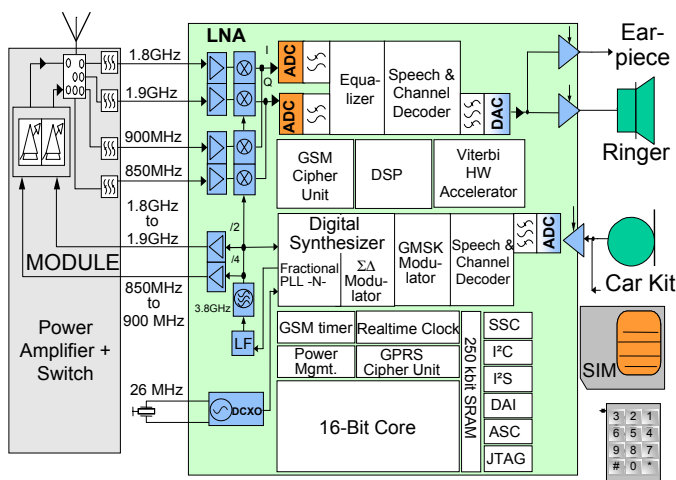 LNA
1.8GHz
1.9GHz
900MHz
850MHz
1.8GHz
to
1.9GHz
MODULE
850MHz
to
900 MHz
Power
Amplifier +
Switch
26 MHz
I
Q
ADC
ADC
Equa-
lizer
Speech &
Channel
Decoder
DAC
Ear-
piece
Ringer
GSM
Cipher
Unit
DSP
Viterbi
HW
Accelerator
/2
/4
3.8GHz
LF
DCXO
Digital
Synthesizer
Fractional
PLL -N-
ΣΔ
Modu-
lator
GMSK
Modu-
lator
Speech &
Channel
Decoder
ADC
Car Kit
GSM timer
Realtime Clock
Power
Mgmt.
GPRS
Cipher Unit
16-Bit Core
250 kbit SRAM
SSC
I²C
I²S
DAI
ASC
JTAG
SIM
3 2 1
6 5 4
9 8 7
# 0 *